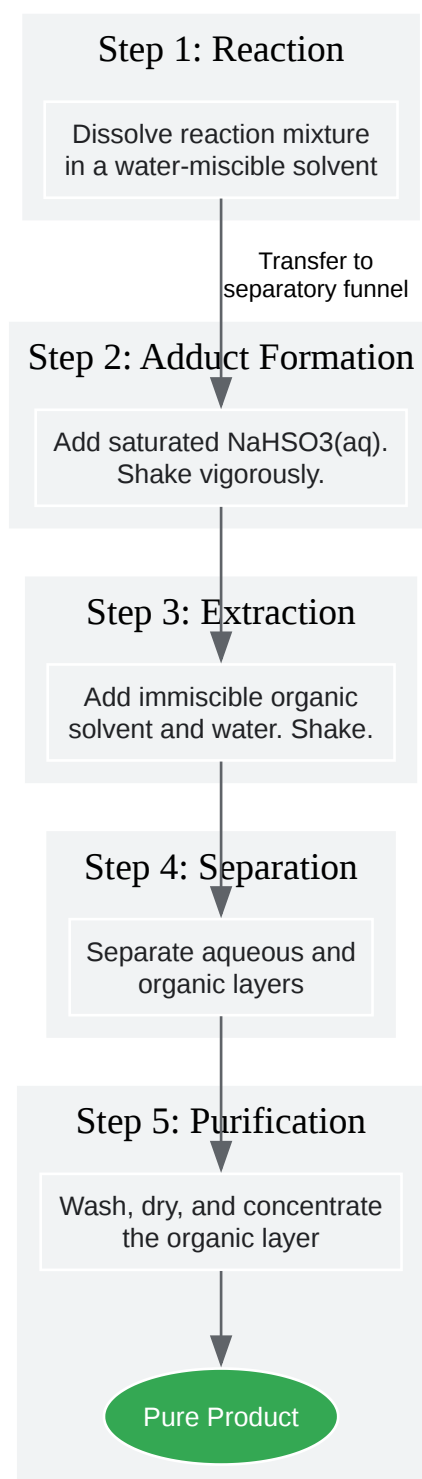 Step 1: Reaction
Dissolve reaction mixture
in a water-miscible solvent
Transfer to
separatory funnel
Step 2: Adduct Formation
Add saturated NaHSO3(aq).
Shake vigorously.
Step 3: Extraction
Add immiscible organic
solvent and water. Shake.
Step 4: Separation
Separate aqueous and
organic layers
Step 5: Purification
Wash, dry, and concentrate
the organic layer
Pure Product